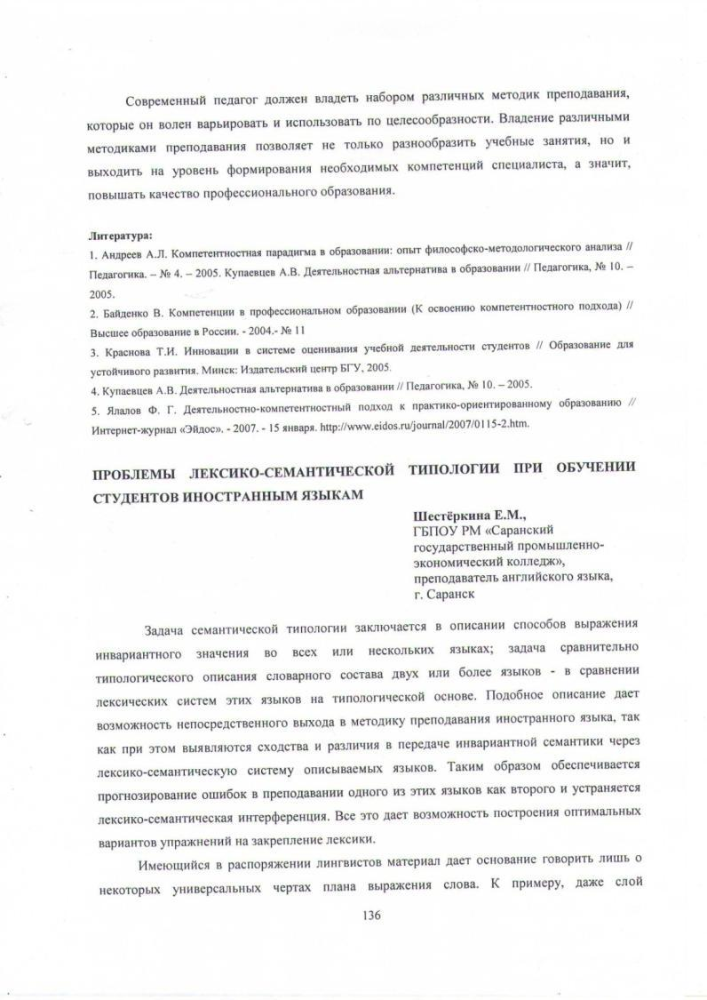 Современный педагог должен владеть набором различных методик преподавания,
которые он волен варьировать и использовать по целесообразности. Владение различными
методиками преподавания позволяет не только разнообразить учебные занятия, но и
выходить на уровень формирования необходимых компетенций специалиста, а значит,
повышать качество профессионального образования.
Литература:
1. Андреев А.Л. Компетентностная парадигма в образовании: опыт философско-методологического анализа //
Педагогика. – № 4. – 2005. Купаевцев А.В. Деятельностная альтернатива в образовании // Педагогика, № 10. –
2005.
2. Байденко В. Компетенции в профессиональном образовании (К освоению компетентностного подхода) //
Высшее образование в России. - 2004.- № 11
3. Краснова Т.И. Инновации в системе оценивания учебной деятельности студентов // Образование для
устойчивого развития. Минск: Издательский центр БГУ, 2005.
4. Купаевцев А.В. Деятельностная альтернатива в образовании // Педагогика, № 10. – 2005.
5. Ялалов Ф. Г. Деятельностно-компетентностный подход к практико-ориентированному образованию //
Интернет-журнал «Эйдос». - 2007. - 15 января. http://www.eidos.ru/journal/2007/0115-2.htm.
ПРОБЛЕМЫ ЛЕКСИКО-СЕМАНТИЧЕСКОЙ ТИПОЛОГИИ ПРИ ОБУЧЕНИИ
СТУДЕНТОВ ИНОСТРАННЫМ ЯЗЫКАМ
Шестёркина Е.М.,
ГБПОУ РМ «Саранский
государственный промышленно-
экономический колледж»,
преподаватель английского языка,
г. Саранск
Задача семантической типологии заключается в описании способов выражения
инвариантного значения во всех или нескольких языках; задача сравнительно
типологического описания словарного состава двух или более языков - в сравнении
лексических систем этих языков на типологической основе. Подобное описание дает
возможность непосредственного выхода в методику преподавания иностранного языка, так
как при этом выявляются сходства и различия в передаче инвариантной семантики через
лексико-семантическую систему описываемых языков. Таким образом обеспечивается
прогнозирование ошибок в преподавании одного из этих языков как второго и устраняется
лексико-семантическая интерференция. Все это дает возможность построения оптимальных
вариантов упражнений на закрепление лексики.
Имеющийся в распоряжении лингвистов материал дает основание говорить лишь о
некоторых универсальных чертах плана выражения слова. К примеру, даже слой
136